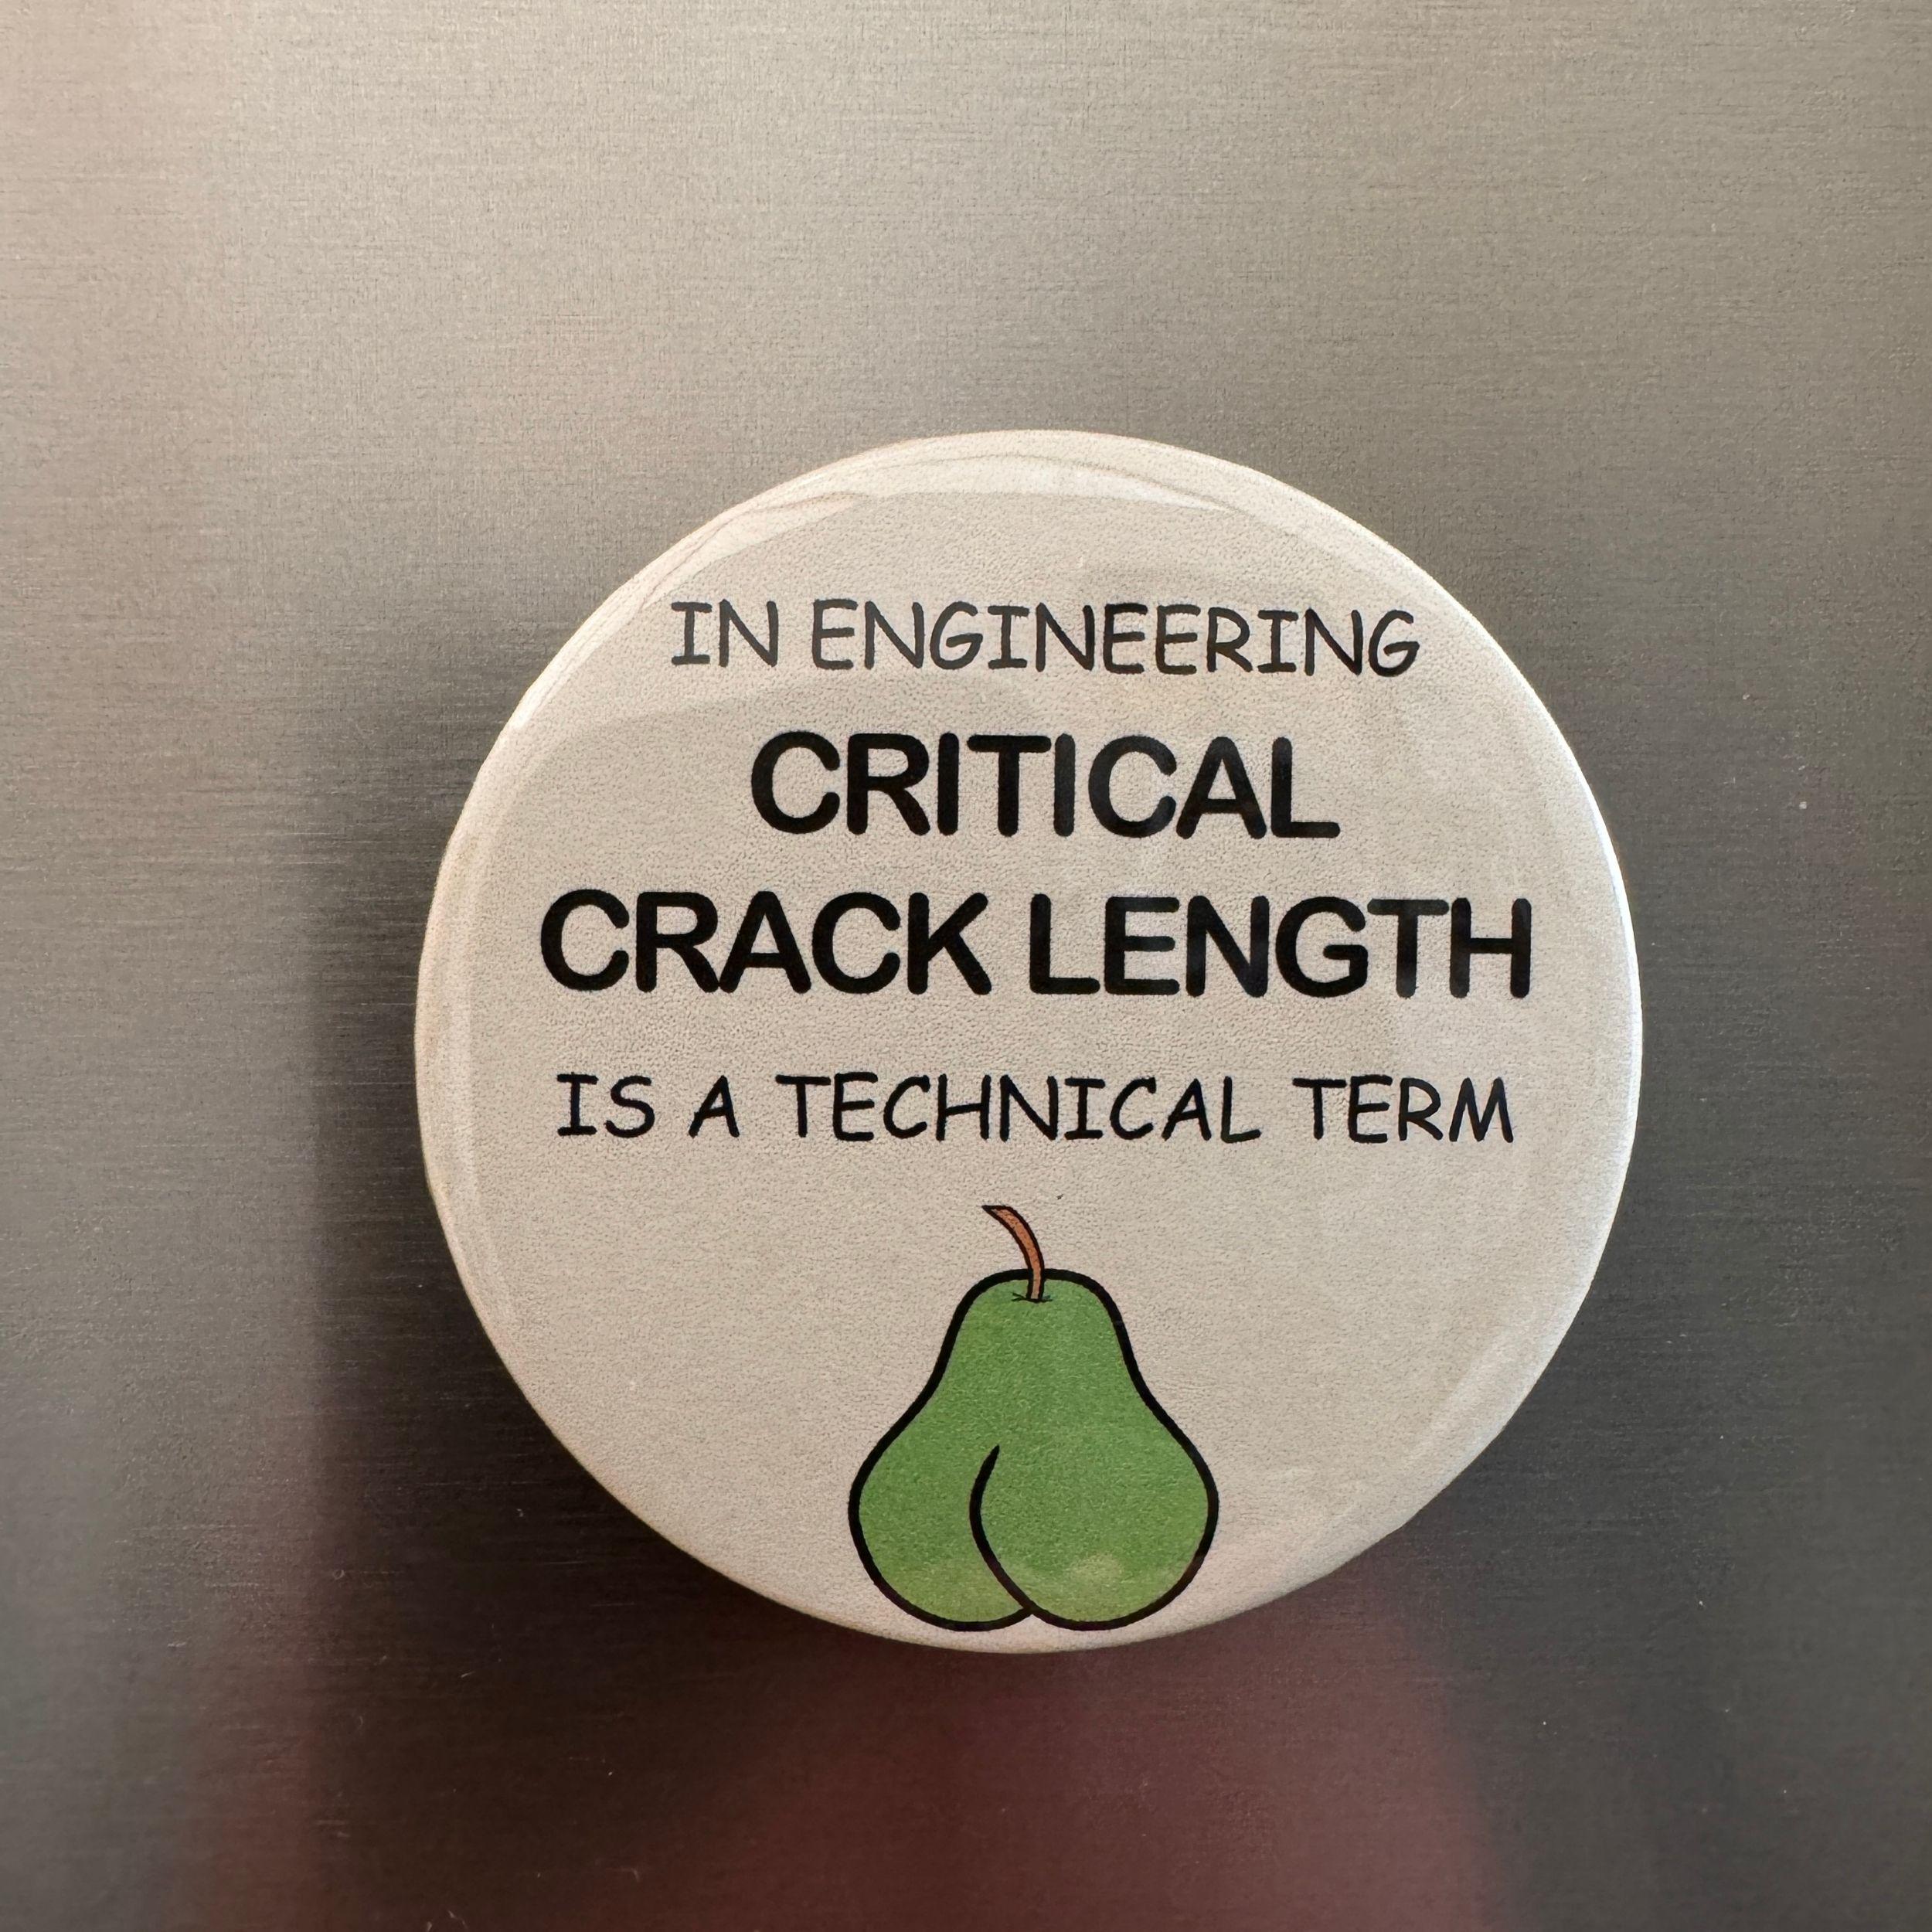 IN ENGINEERING
CRITICAL
CRACK LENGTH
IS A TECHNICAL TERM